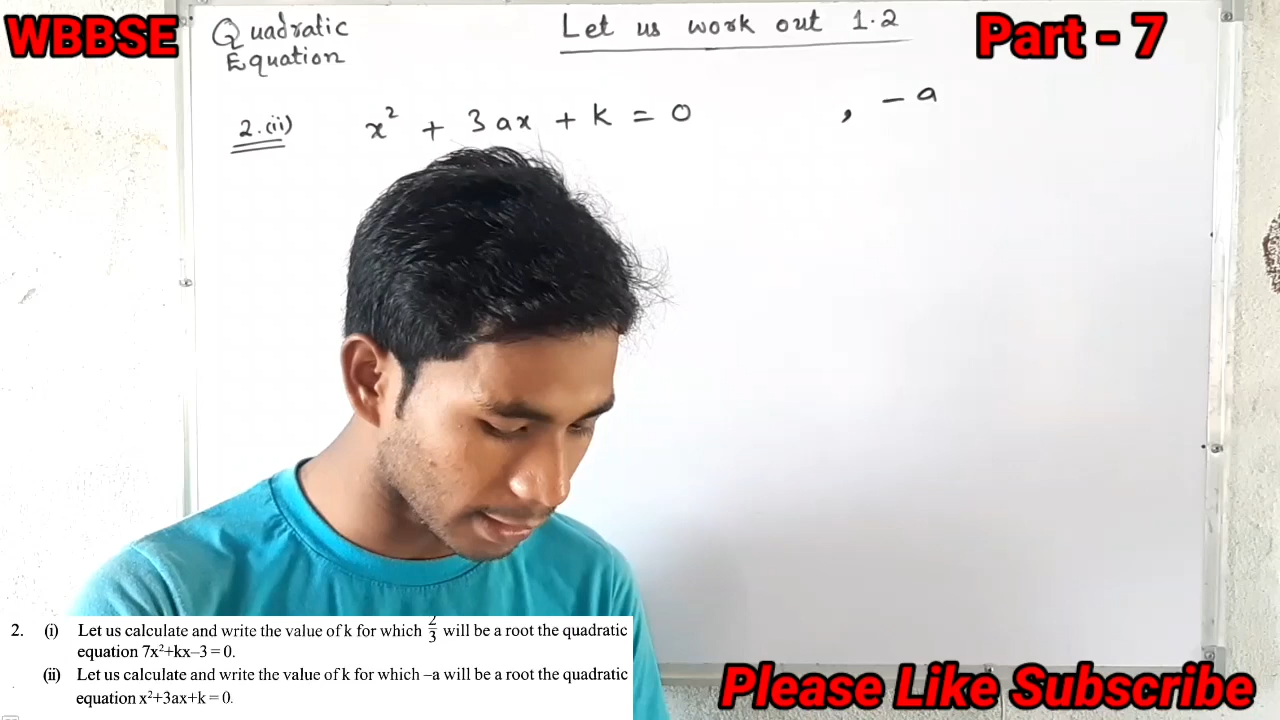 WBBSE
Quadratic
Equation
Let us work out 1.2
Part - 7
2.(ii) x² + 3ax + k = 0 , -a
2. (i) Let us calculate and write the value of k for which 2/3 will be a root the quadratic
equation 7x²+kx–3=0.
(ii) Let us calculate and write the value of k for which –a will be a root the quadratic
equation x²+3ax+k=0.
Please Like Subscribe